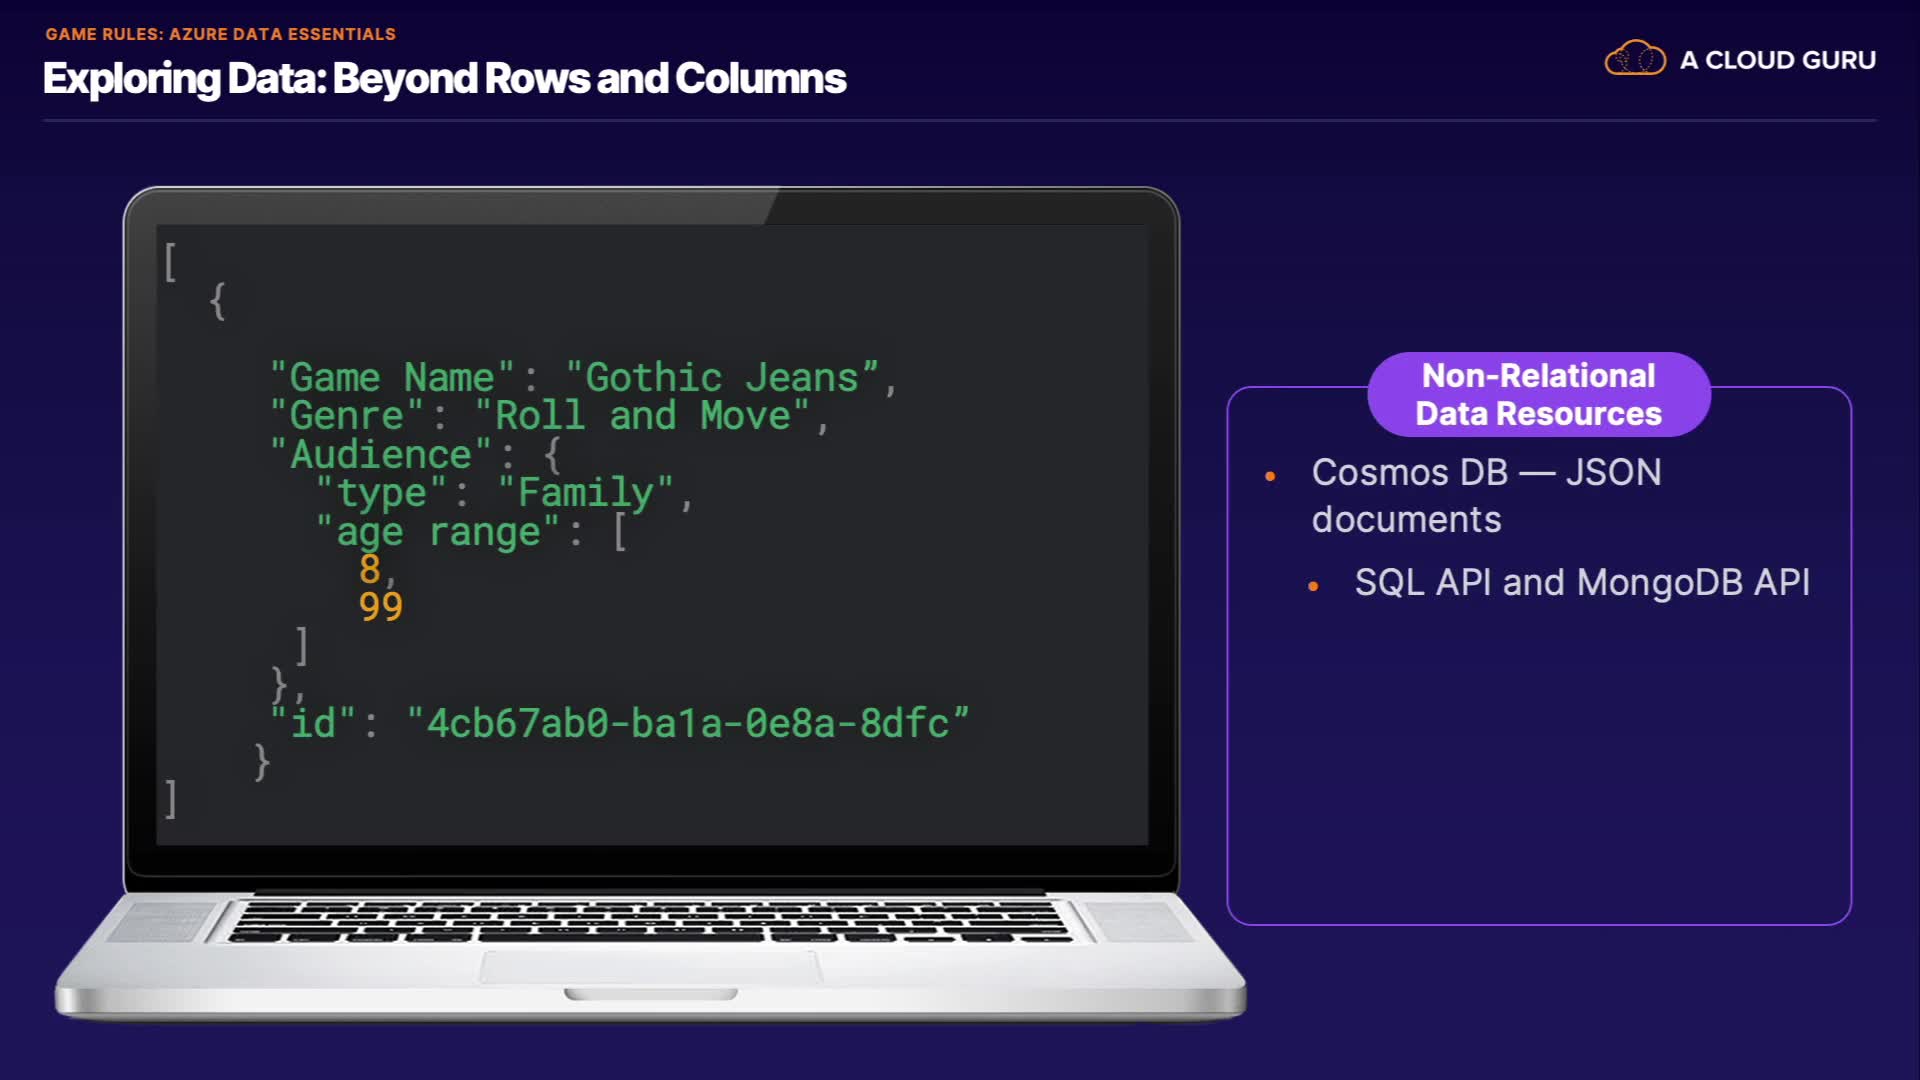 GAME RULES: AZURE DATA ESSENTIALS
Exploring Data: Beyond Rows and Columns
A CLOUD GURU
[
{
"Game Name": "Gothic Jeans”,
"Genre": "Roll and Move",
"Audience": {
"type": "Family",
"age range": [
8,
99
]
},
"id": "4cb67ab0-ba1a-0e8a-8dfc”
}
]
Non-Relational
Data Resources
• Cosmos DB — JSON
documents
• SQL API and MongoDB API